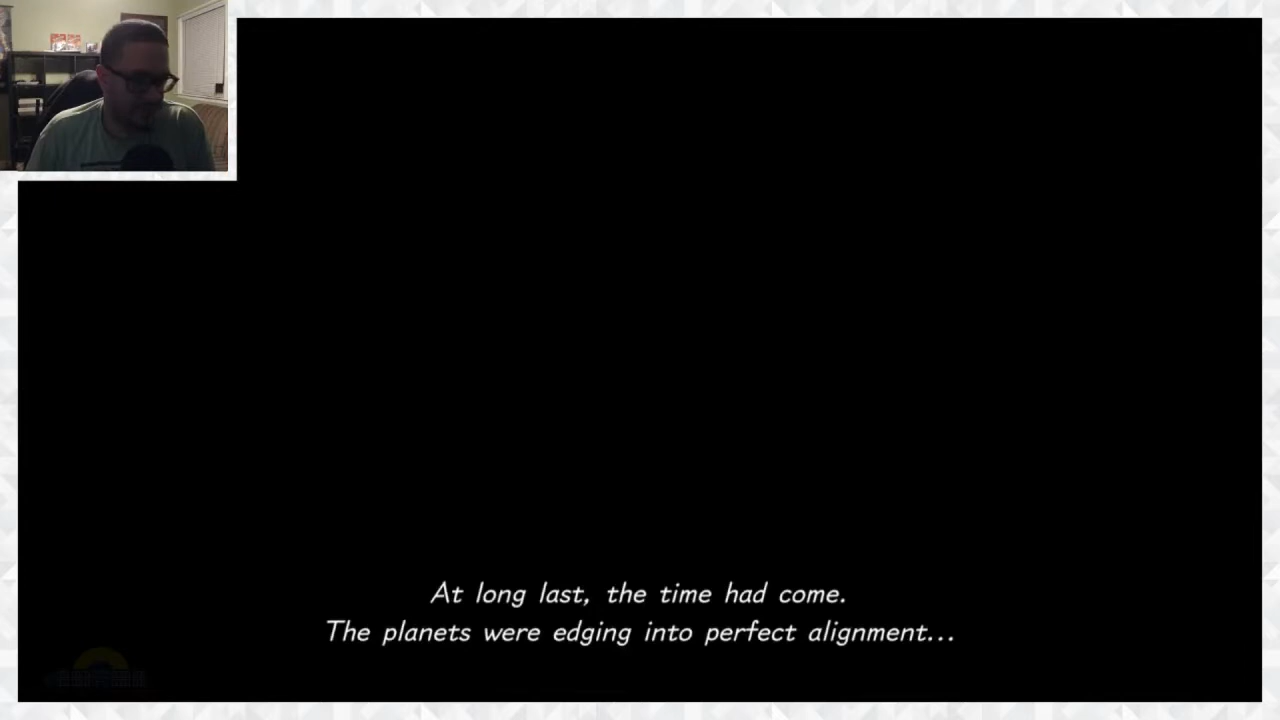 At long last, the time had come.
The planets were edging into perfect alignment...